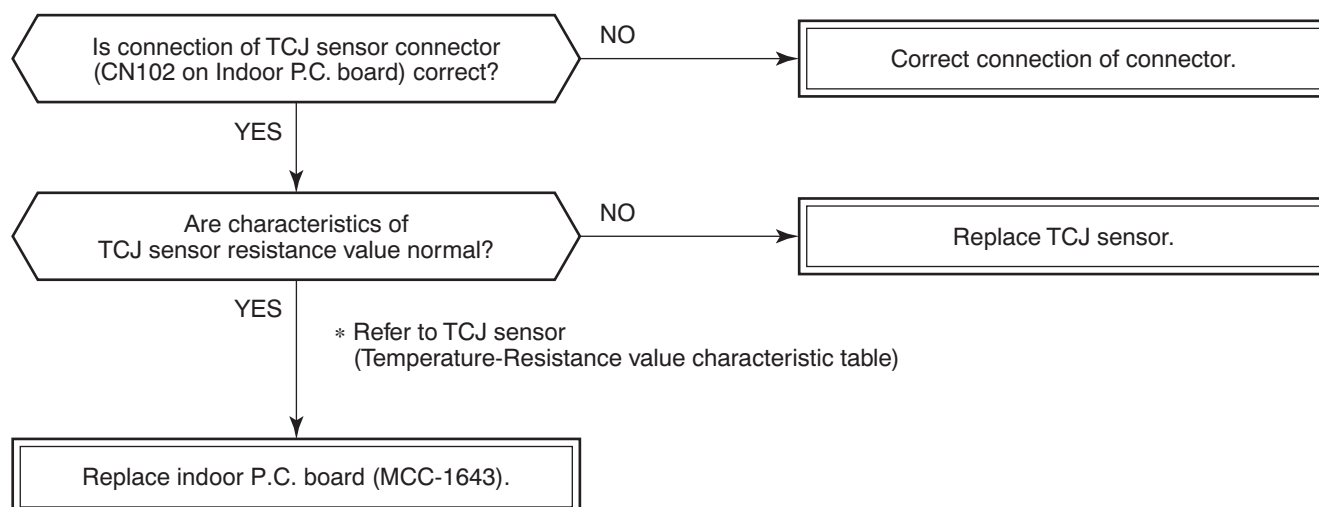 Is connection of TCJ sensor connector
(CN102 on Indoor P.C. board) correct?
NO
Correct connection of connector.
YES
Are characteristics of
TCJ sensor resistance value normal?
NO
Replace TCJ sensor.
YES
* Refer to TCJ sensor
(Temperature-Resistance value characteristic table)
Replace indoor P.C. board (MCC-1643).